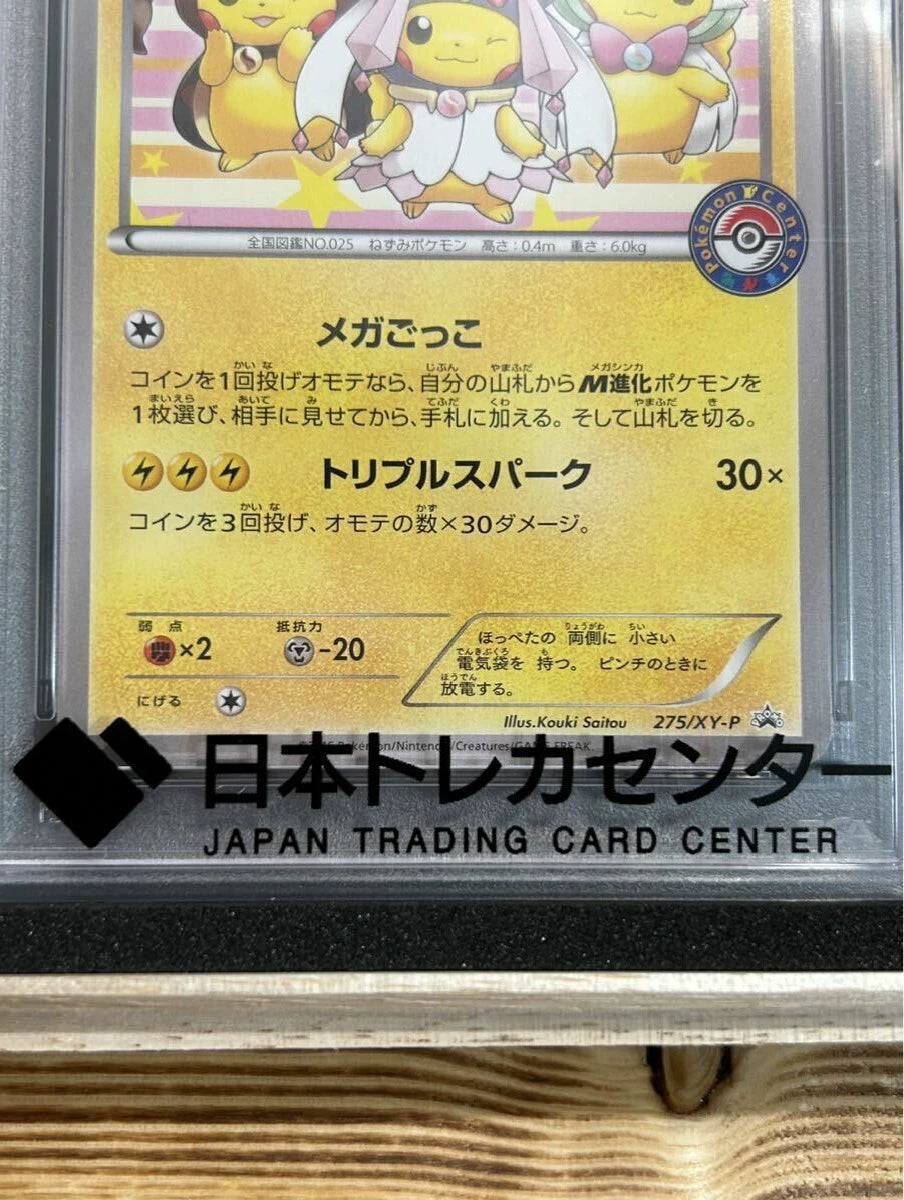 Pokémon Center
全国図鑑NO.025 ねずみポケモン 高さ:0.4m 重さ:6.0kg
メガごっこ
コインを1回投げオモテなら、自分の山札からM進化ポケモンを
1枚選び、相手に見せてから、手札に加える。そして山札を切る。
トリプルスパーク 30×
コインを3回投げ、オモテの数×30ダメージ。
弱点 抵抗力
×2 -20
にげる
ほっぺたの 両側に 小さい
電気袋を 持つ。 ピンチのときに
放電する。
Illus.Kouki Saitou 275/XY-P
Pokémon/Nintendo/Creatures/GAME FREAK
日本トレカセンター
JAPAN TRADING CARD CENTER